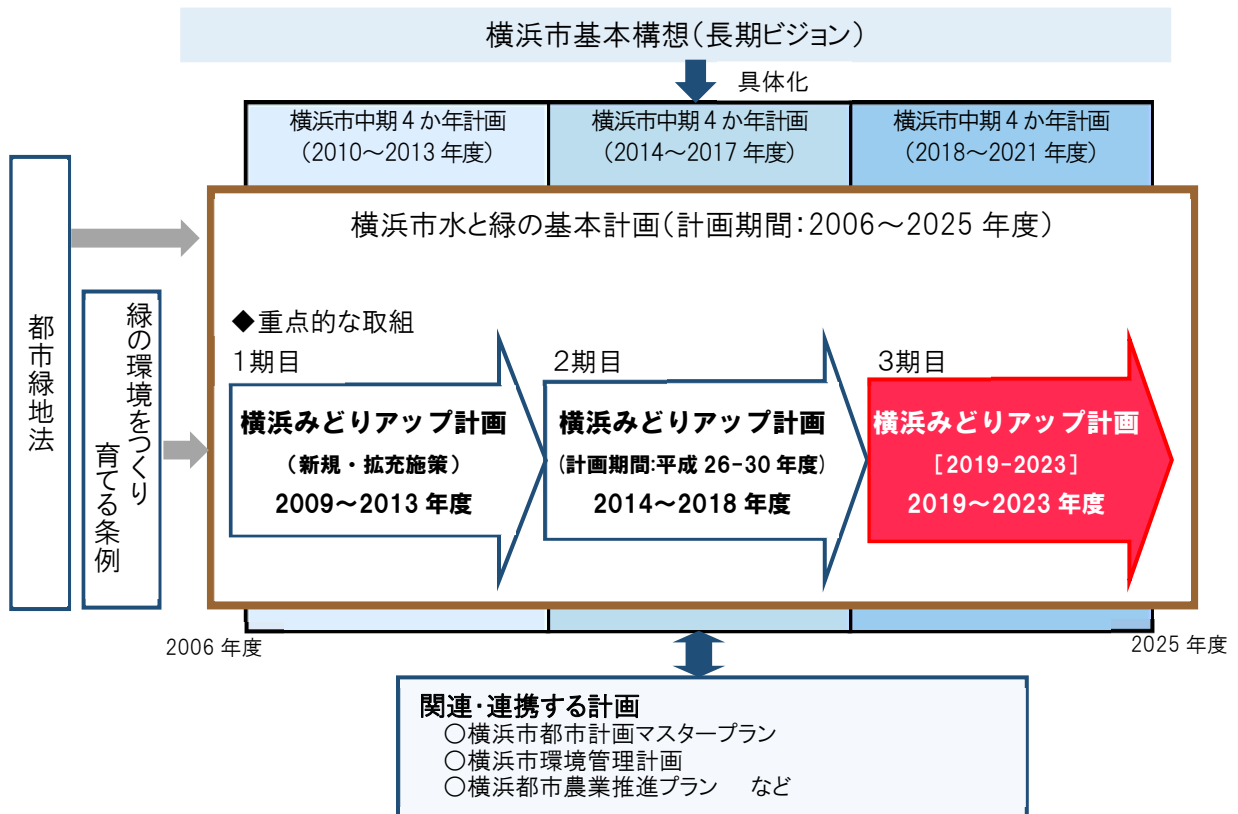 横浜市基本構想（長期ビジョン）
具体化
横浜市中期４か年計画
（2010～2013 年度）
横浜市中期４か年計画
（2014～2017 年度）
横浜市中期４か年計画
（2018～2021 年度）
都市緑地法
緑の環境をつくり
育てる条例
横浜市水と緑の基本計画（計画期間：2006～2025 年度）
◆重点的な取組
１期目
横浜みどりアップ計画
（新規・拡充施策）
2009～2013 年度
２期目
横浜みどりアップ計画
(計画期間:平成 26-30 年度)
2014～2018 年度
３期目
横浜みどりアップ計画
［2019-2023］
2019～2023 年度
2006 年度
2025 年度
関連・連携する計画
○横浜市都市計画マスタープラン
○横浜市環境管理計画
○横浜都市農業推進プラン　など